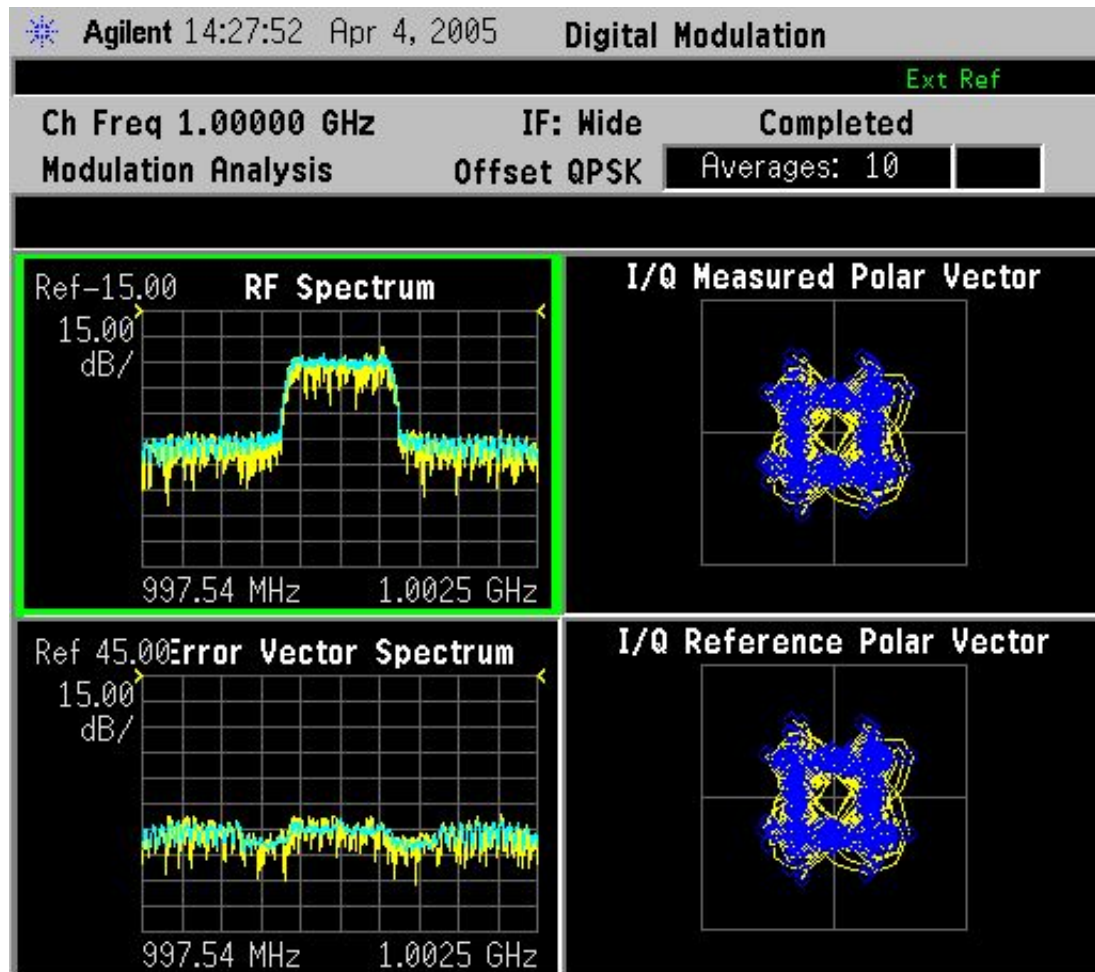 Agilent 14:27:52 Apr 4, 2005 Digital Modulation
Ext Ref
Ch Freq 1.00000 GHz IF: Wide Completed
Modulation Analysis Offset QPSK Averages: 10
Ref-15.00 RF Spectrum
15.00
dB/
997.54 MHz 1.0025 GHz
I/Q Measured Polar Vector
Ref 45.00 Error Vector Spectrum
15.00
dB/
997.54 MHz 1.0025 GHz
I/Q Reference Polar Vector